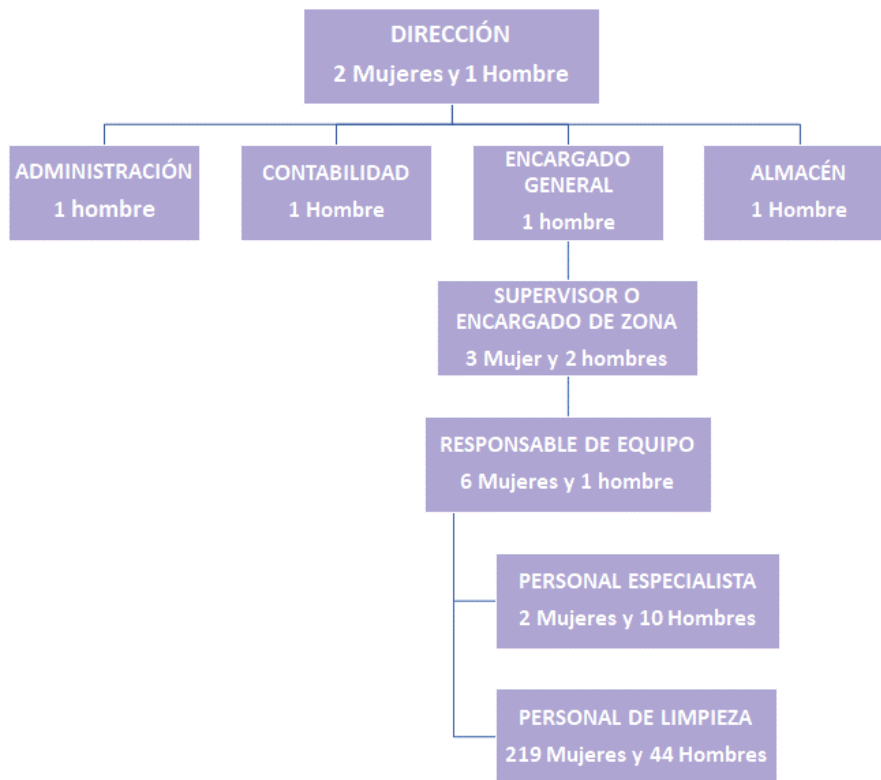 DIRECCIÓN
2 Mujeres y 1 Hombre
ADMINISTRACIÓN
1 hombre
CONTABILIDAD
1 Hombre
ENCARGADO
GENERAL
1 hombre
ALMACÉN
1 Hombre
SUPERVISOR O
ENCARGADO DE ZONA
3 Mujer y 2 hombres
RESPONSABLE DE EQUIPO
6 Mujeres y 1 hombre
PERSONAL ESPECIALISTA
2 Mujeres y 10 Hombres
PERSONAL DE LIMPIEZA
219 Mujeres y 44 Hombres